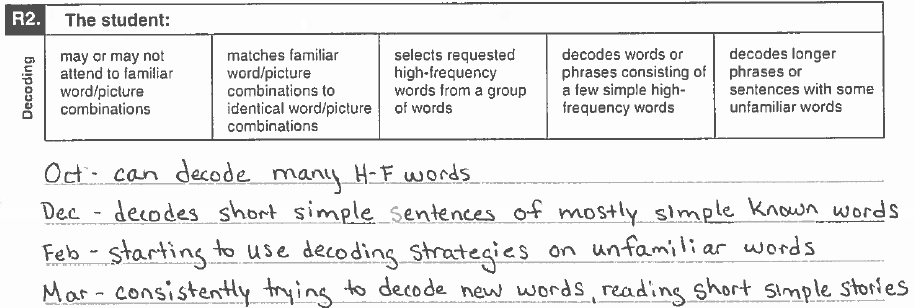 R2. The student:
Decoding
may or may not
attend to familiar
word/picture
combinations
matches familiar
word/picture
combinations to
identical word/picture
combinations
selects requested
high-frequency
words from a group
of words
decodes words or
phrases consisting of
a few simple high-
frequency words
decodes longer
phrases or
sentences with some
unfamiliar words
Oct - can decode many H-F words
Dec - decodes short simple sentences of mostly simple known words
Feb - starting to use decoding strategies on unfamiliar words
Mar - consistently trying to decode new words, reading short simple stories